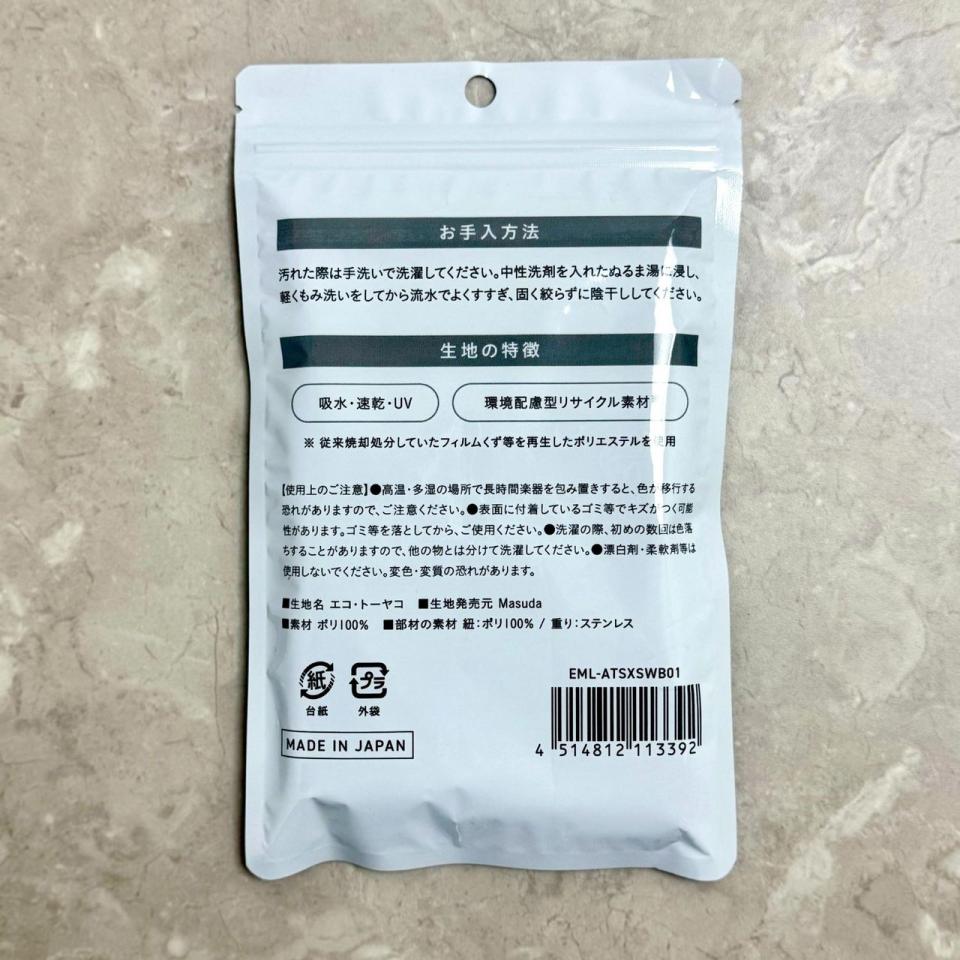 お手入方法
汚れた際は手洗いで洗濯してください。中性洗剤を入れたぬるま湯に浸し、
軽くもみ洗いをしてから流水でよくすすぎ、固く絞らずに陰干ししてください。
生地の特徴
吸水・速乾・UV
環境配慮型リサイクル素材※
※ 従来焼却処分していたフィルムくず等を再生したポリエステルを使用
【使用上のご注意】●高温・多湿の場所で長時間楽器を包み置きすると、色が移行する
恐れがありますので、ご注意ください。●表面に付着しているゴミ等でキズがつく可能
性があります。ゴミ等を落としてから、ご使用ください。●洗濯の際、初めの数回は色落
ちすることがありますので、他の物とは分けて洗濯してください。●漂白剤・柔軟剤等は
使用しないでください。変色・変質の恐れがあります。
■生地名 エコ・トーヤコ ■生地発売元 Masuda
■素材 ポリ100% ■部材の素材 紐:ポリ100% / 重り:ステンレス
紙
プラ
台紙
外袋
MADE IN JAPAN
EML-ATSXSWB01
4 514812 113392